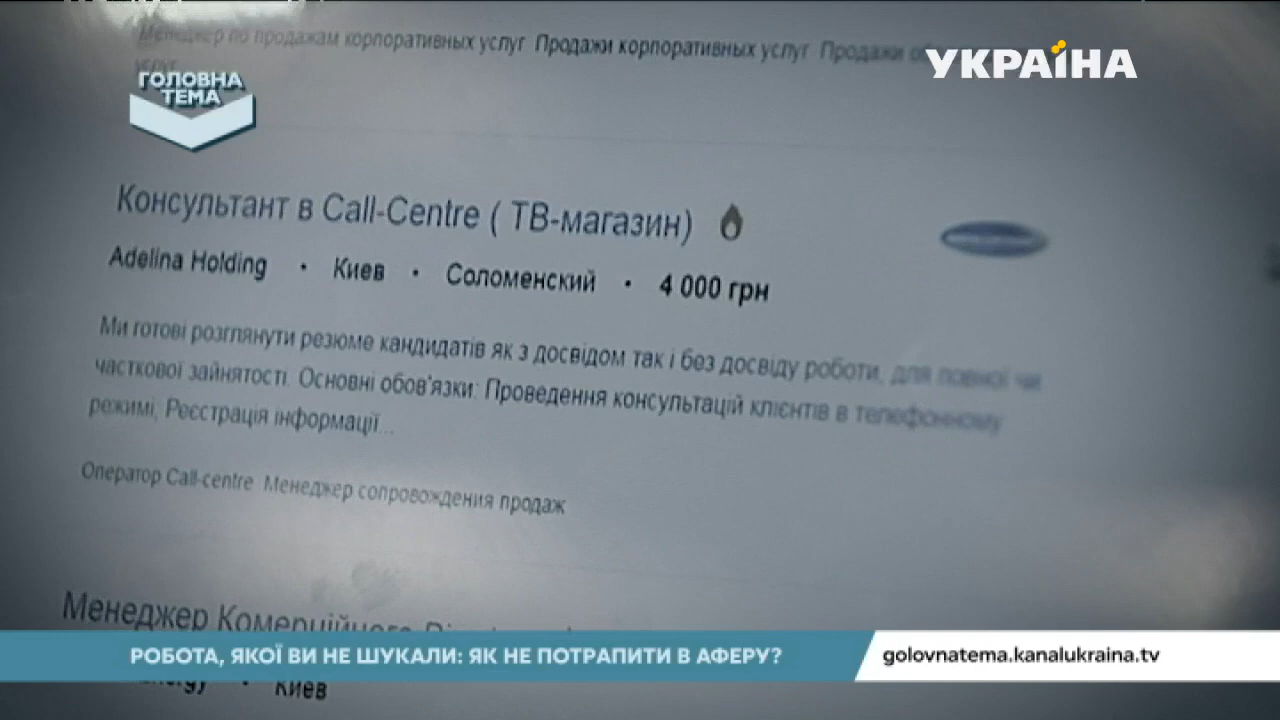 Менеджер по продажам корпоративных услуг Продажи корпоративных услуг Продажи
УКРАЇНА
ГОЛОВНА
ТЕМА
Консультант в Call-Centre ( ТВ-магазин)
Adelina Holding · Киев · Соломенский · 4 000 грн
Ми готові розглянути резюме кандидатів як з досвідом так і без досвіду роботи, для повної чи
часткової зайнятості. Основні обов'язки: Проведення консультацій клієнтів в телефонному
режимі, Реєстрація інформації...
Оператор Call-centre Менеджер сопровождения продаж
Менеджер Комерційного
РОБОТА, ЯКОЇ ВИ НЕ ШУКАЛИ: ЯК НЕ ПОТРАПИТИ В АФЕРУ?
golovnatema.kanalukraina.tv
· Киев